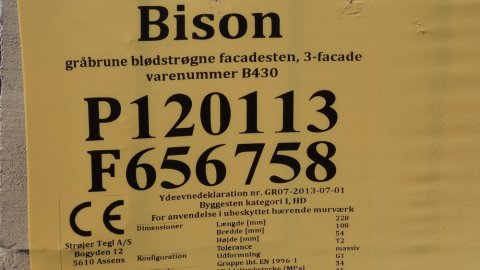 Bison
gråbrune blødstrøgne facadesten, 3-facade
varenummer B430
P120113
F656758
Ydeevnedeklaration nr. GR07-2013-07-01
Byggesten kategori I, HD
For anvendelse i ubeskyttet bærende murværk
CE
Strøjer Tegl A/S
Bogyden 12
5610 Assens
Dimensioner Længde [mm] 228
Bredde [mm] 108
Højde [mm] 54
Tolerance T2
Konfiguration Udformning massiv
Gruppe iht. EN 1996-1 G1
[MPa] 34